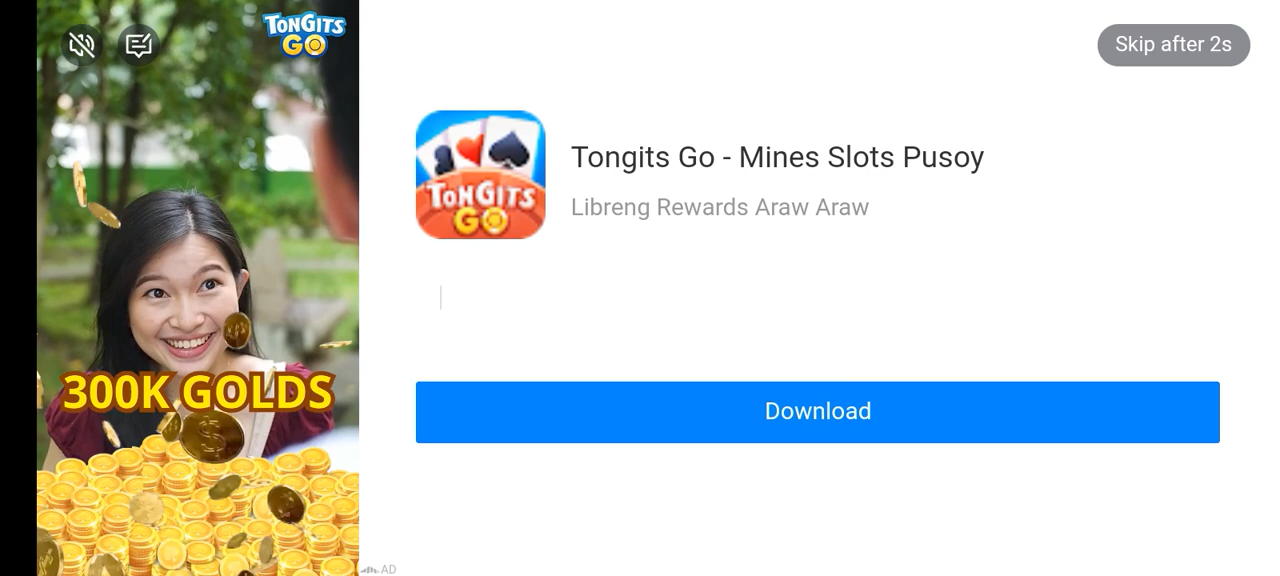 TONGITS
GO
Skip after 2s
TONGITS
GO
Tongits Go - Mines Slots Pusoy
Libreng Rewards Araw Araw
300K GOLDS
Download
AD